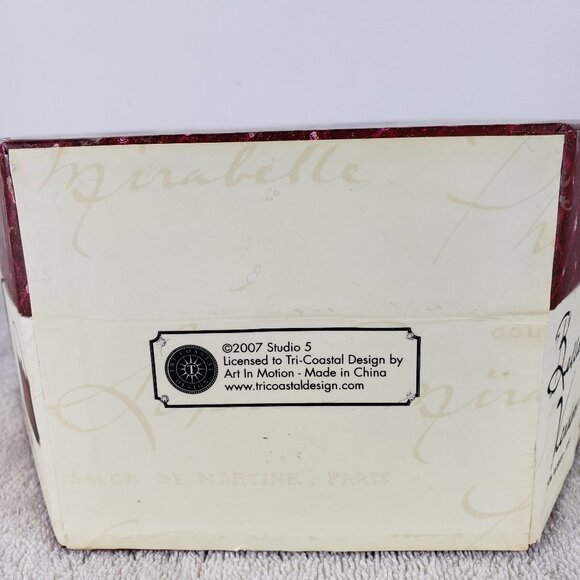 Mirabelle
©2007 Studio 5
Licensed to Tri-Coastal Design by
Art In Motion - Made in China
www.tricoastaldesign.com
T
SALON DE MARTINE, PARIS